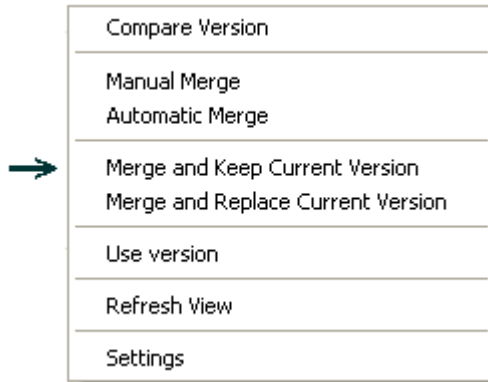 Compare Version
Manual Merge
Automatic Merge
Merge and Keep Current Version
Merge and Replace Current Version
Use version
Refresh View
Settings